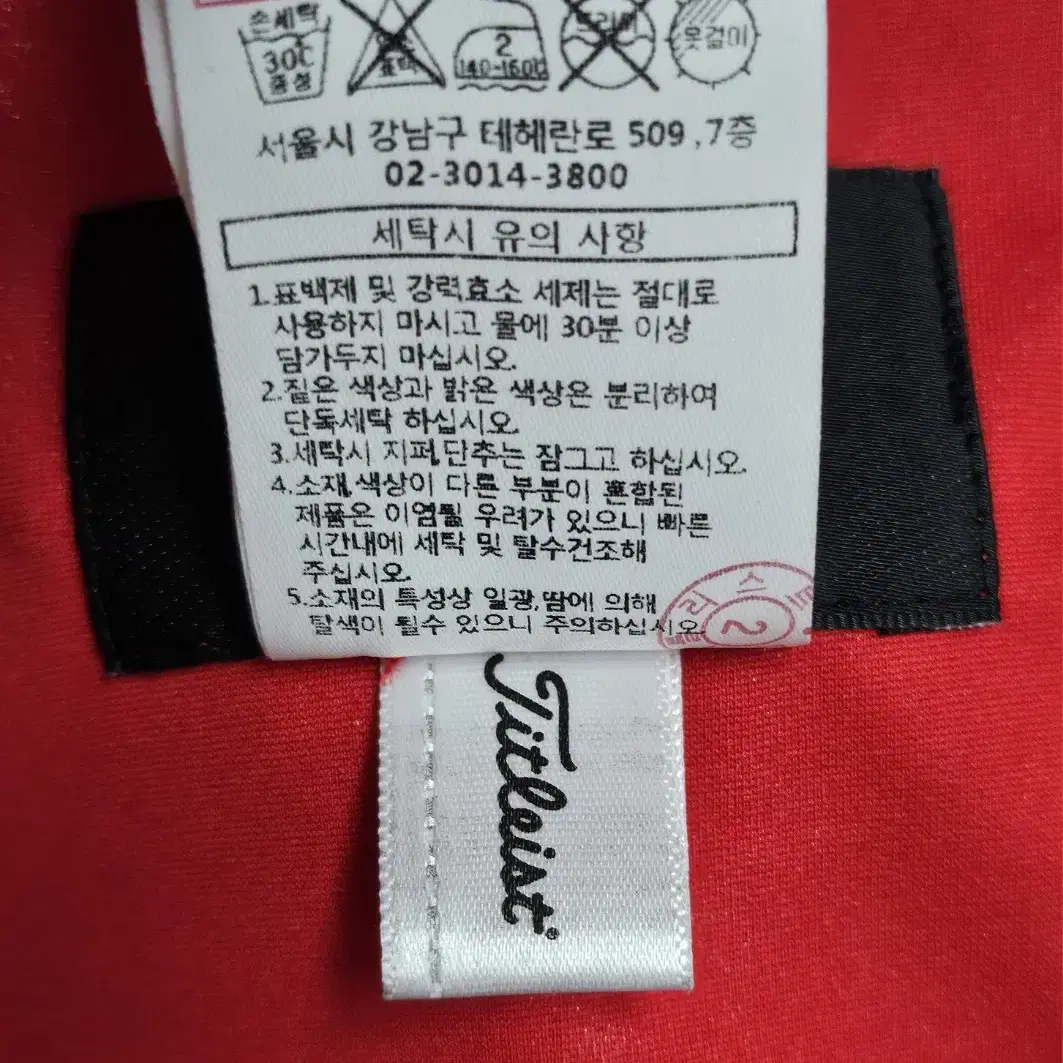 손세탁
30℃
중성
표백
2
140-160℃
드라이
옷걸이
서울시 강남구 테헤란로 509, 7층
02-3014-3800
세탁시 유의 사항
1.표백제 및 강력효소 세제는 절대로
사용하지 마시고 물에 30분 이상
담가두지 마십시오.
2.짙은 색상과 밝은 색상은 분리하여
단독세탁 하십시오.
3.세탁시 지퍼,단추는 잠그고 하십시오.
4.소재,색상이 다른 부분이 혼합된
제품은 이염될 우려가 있으니 빠른
시간내에 세탁 및 탈수건조해
주십시오.
5.소재의 특성상 일광,땀에 의해
탈색이 될수 있으니 주의하십시오.
리스
2
Titleist®